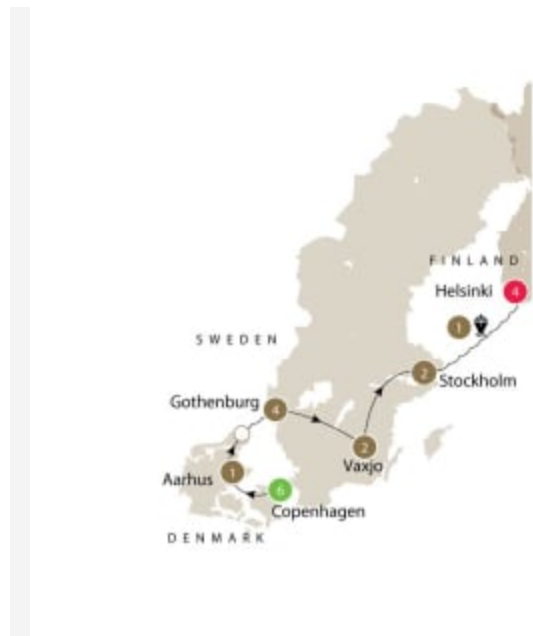 FINLAND
Helsinki 4
1
SWEDEN
2
Stockholm
Gothenburg 4
2
Vaxjo
Aarhus 1
6
Copenhagen
DENMARK